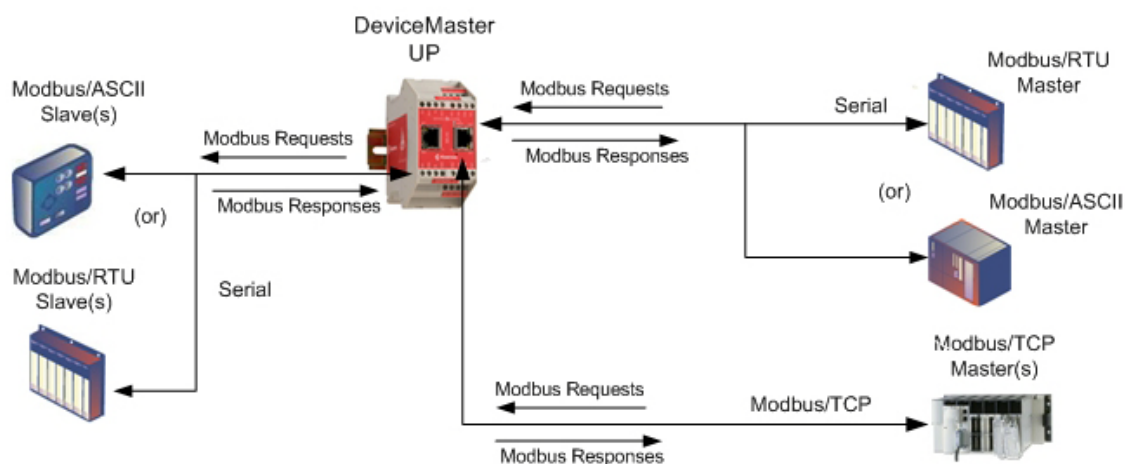 DeviceMaster
UP
Modbus/ASCII
Slave(s)
Modbus Requests
Modbus Responses
(or)
Modbus/RTU
Slave(s)
Serial
Modbus Requests
Modbus Responses
Serial
Modbus/RTU
Master
(or)
Modbus/ASCII
Master
Modbus/TCP
Master(s)
Modbus Requests
Modbus/TCP
Modbus Responses